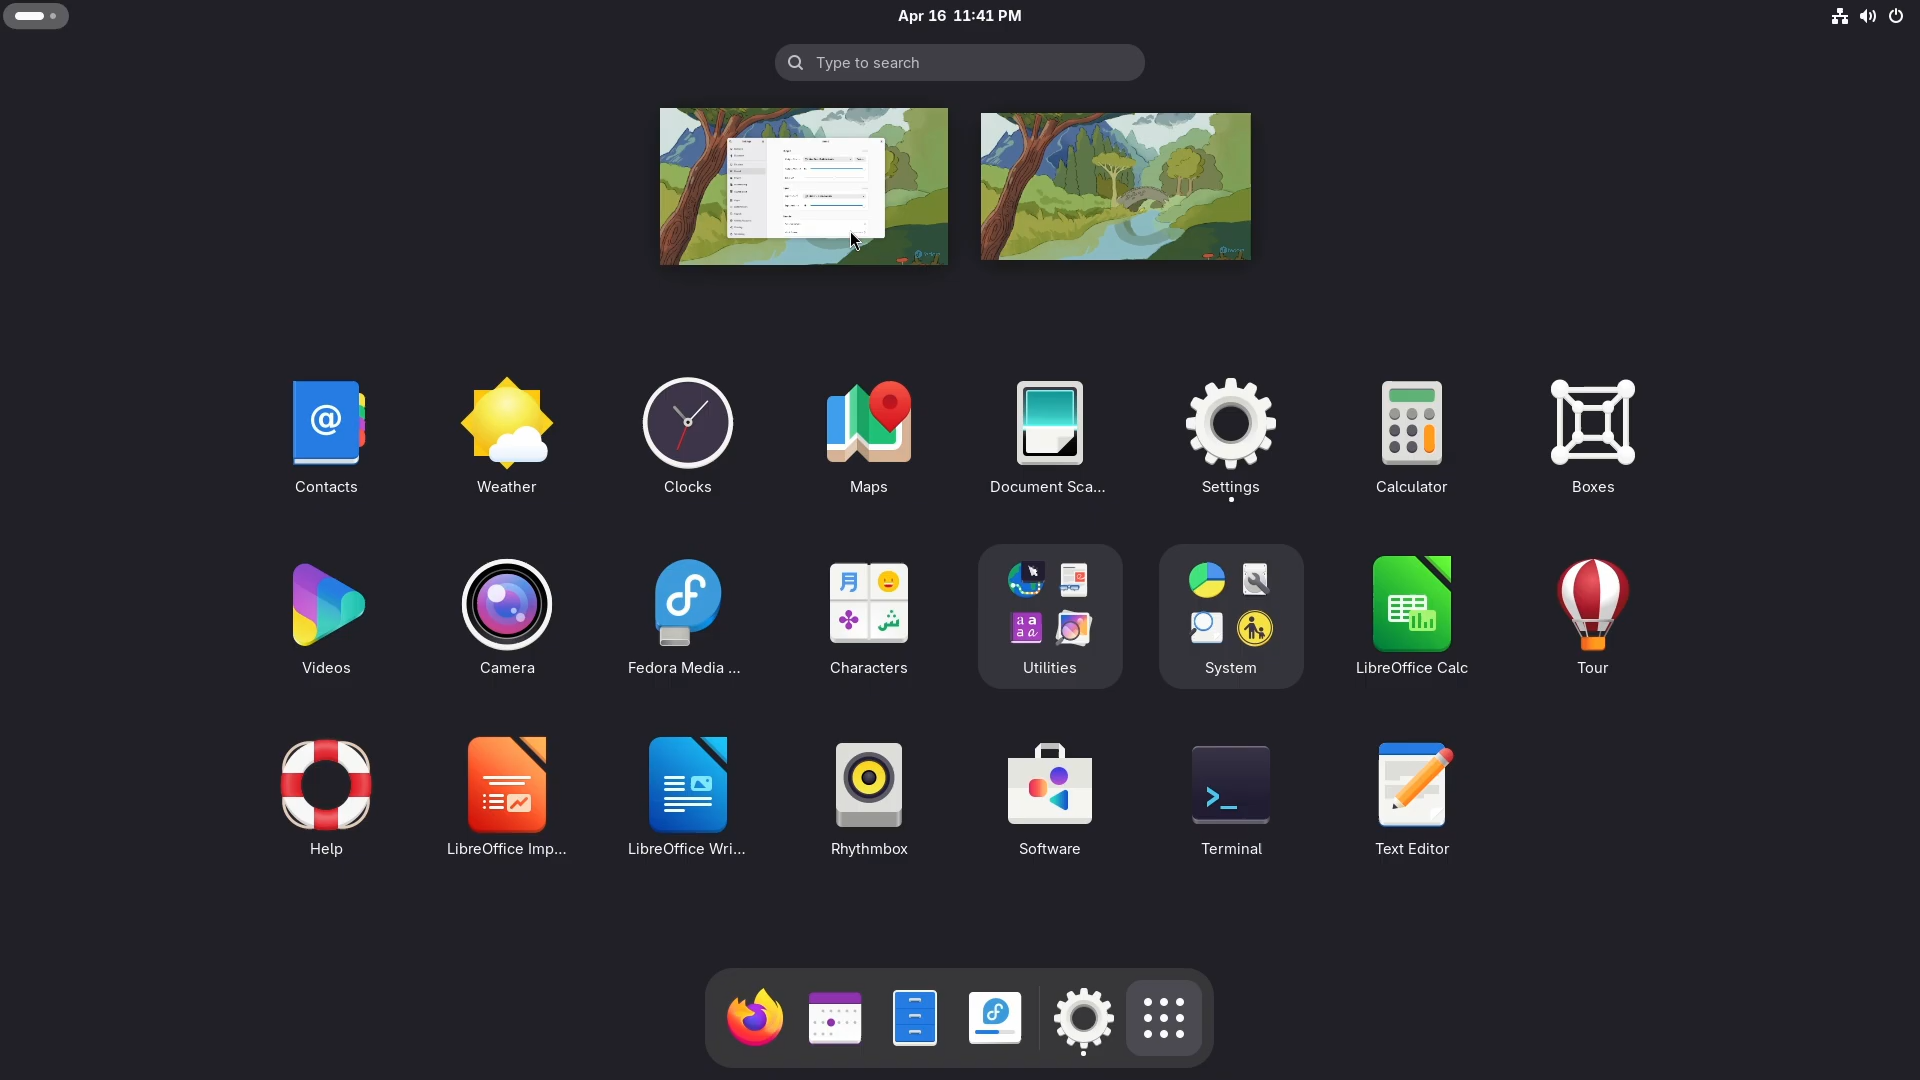 Apr 16 11:41 PM
Type to search
Contacts
Weather
Clocks
Maps
Document Sca...
Settings
Calculator
Boxes
Videos
Camera
Fedora Media ...
Characters
Utilities
System
LibreOffice Calc
Tour
Help
LibreOffice Imp...
LibreOffice Wri...
Rhythmbox
Software
Terminal
Text Editor